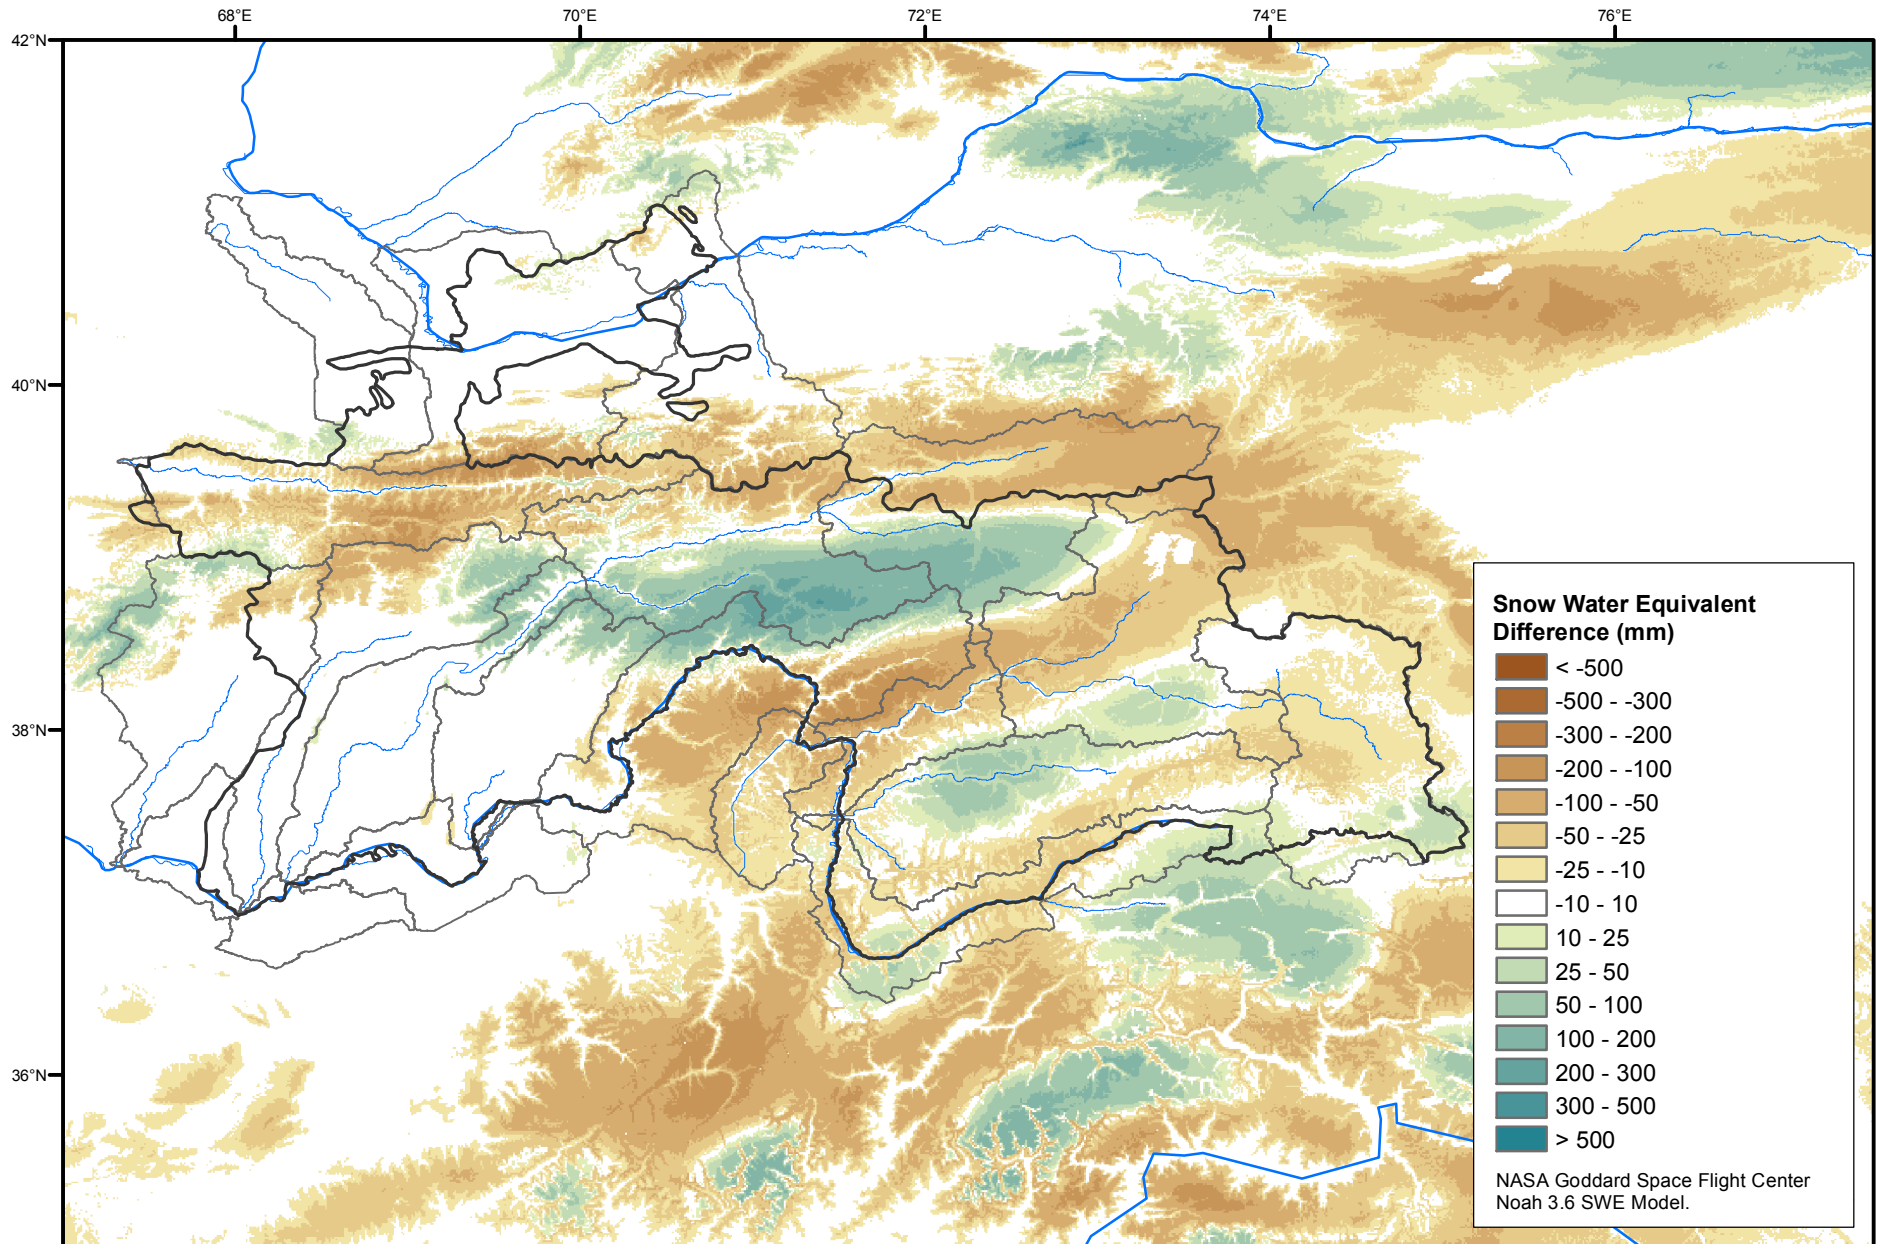 68°E 70°E 72°E 74°E 76°E
42°N
40°N
38°N
36°N
Snow Water Equivalent
Difference (mm)
< -500
-500 - -300
-300 - -200
-200 - -100
-100 - -50
-50 - -25
-25 - -10
-10 - 10
10 - 25
25 - 50
50 - 100
100 - 200
200 - 300
300 - 500
> 500
NASA Goddard Space Flight Center
Noah 3.6 SWE Model.